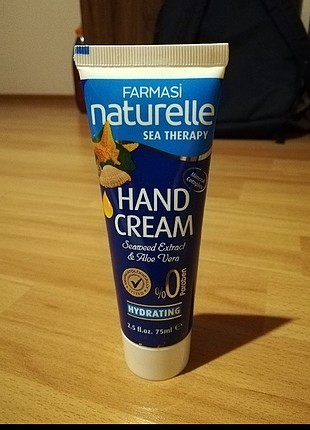 FARMASİ
naturelle
SEA THERAPY
HAND
CREAM
Seaweed Extract
& Aloe Vera
%0
Paraben
HYDRATING
2.5 fl.oz. 75ml e